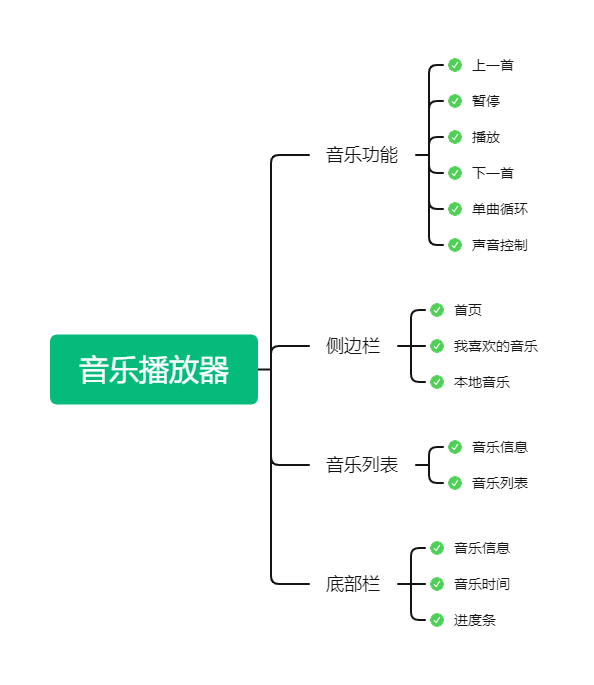 音乐播放器
音乐功能
上一首
暂停
播放
下一首
单曲循环
声音控制
侧边栏
首页
我喜欢的音乐
本地音乐
音乐列表
音乐信息
音乐列表
底部栏
音乐信息
音乐时间
进度条